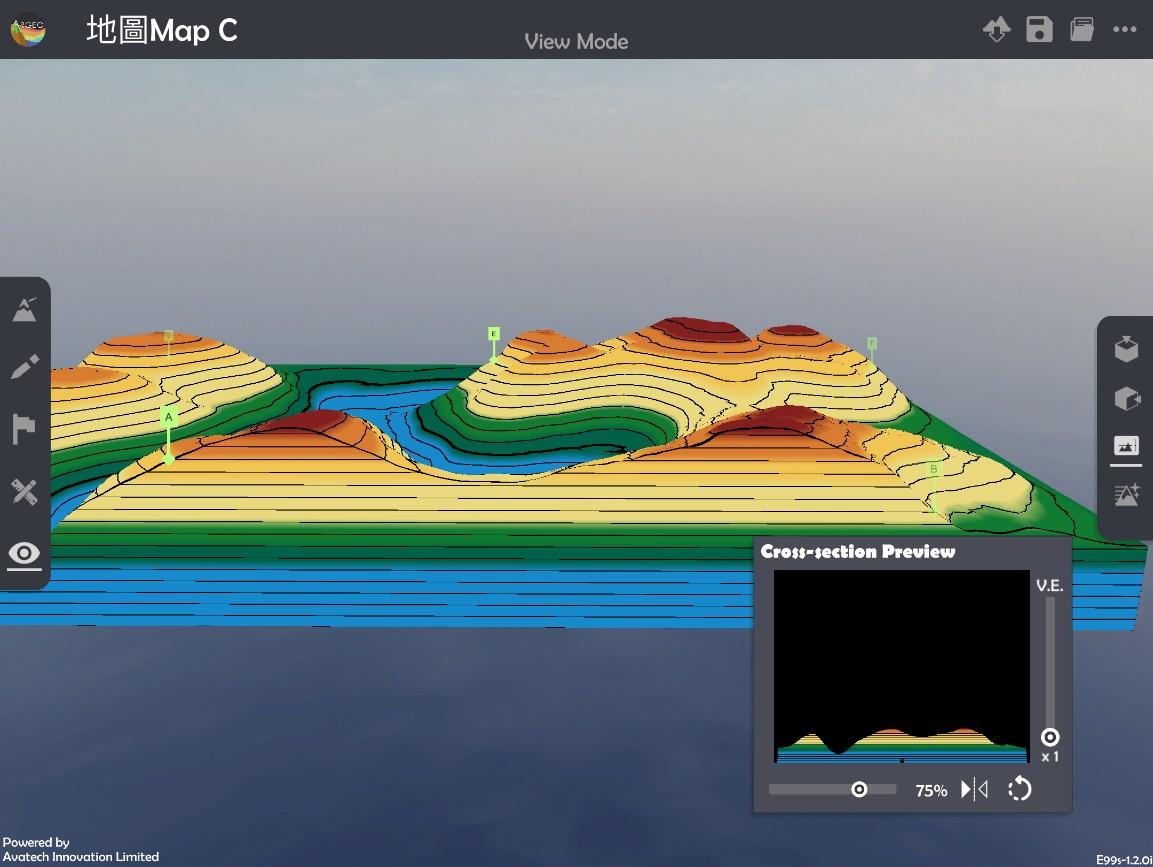 ARGEO
地圖Map C
View Mode
E
F
A
B
Cross-section Preview
V.E.
x 1
75%
Powered by
Avatech Innovation Limited
E99s-1.2.0i